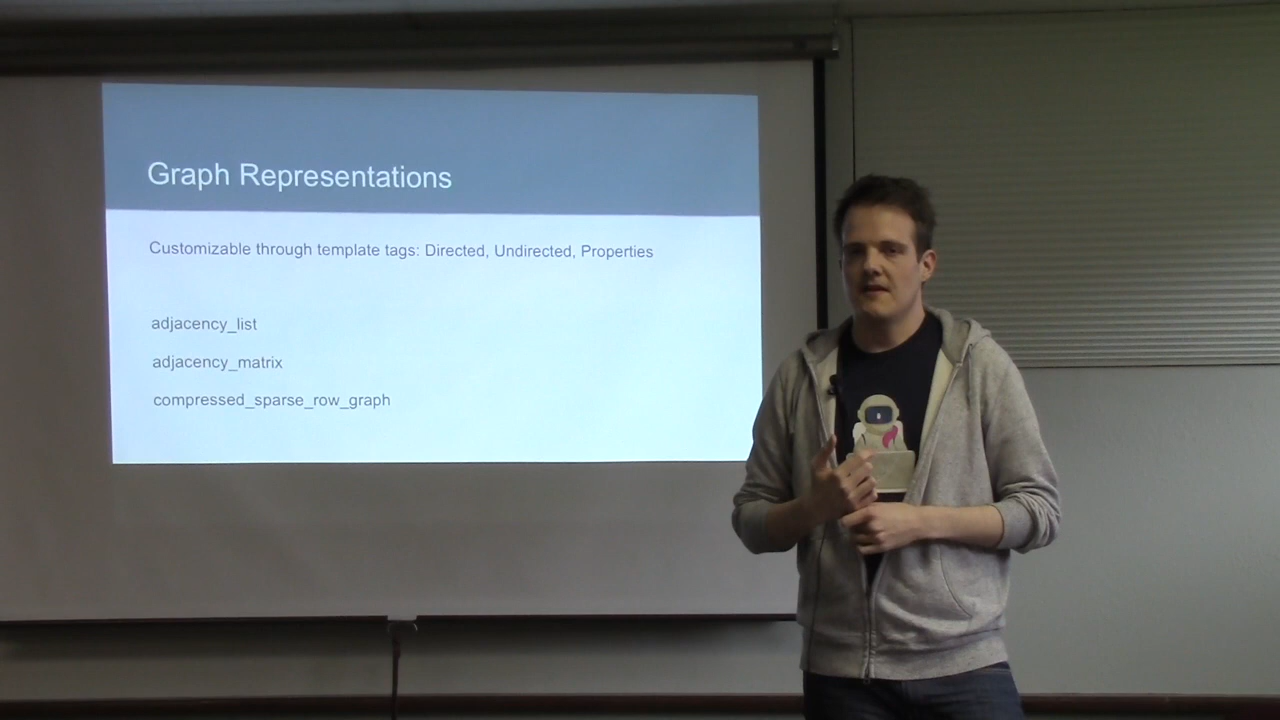 Graph Representations
Customizable through template tags: Directed, Undirected, Properties
adjacency_list
adjacency_matrix
compressed_sparse_row_graph